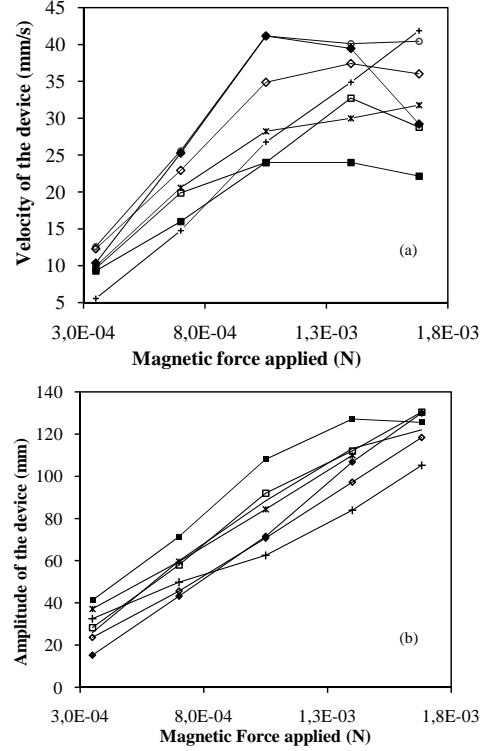 45
40
35
30
25
20
15
10
5
Velocity of the device (mm/s)
(a)
3,0E-04 8,0E-04 1,3E-03 1,8E-03
Magnetic force applied (N)
140
120
100
80
60
40
20
0
Amplitude of the device (mm)
(b)
3,0E-04 8,0E-04 1,3E-03 1,8E-03
Magnetic Force applied (N)